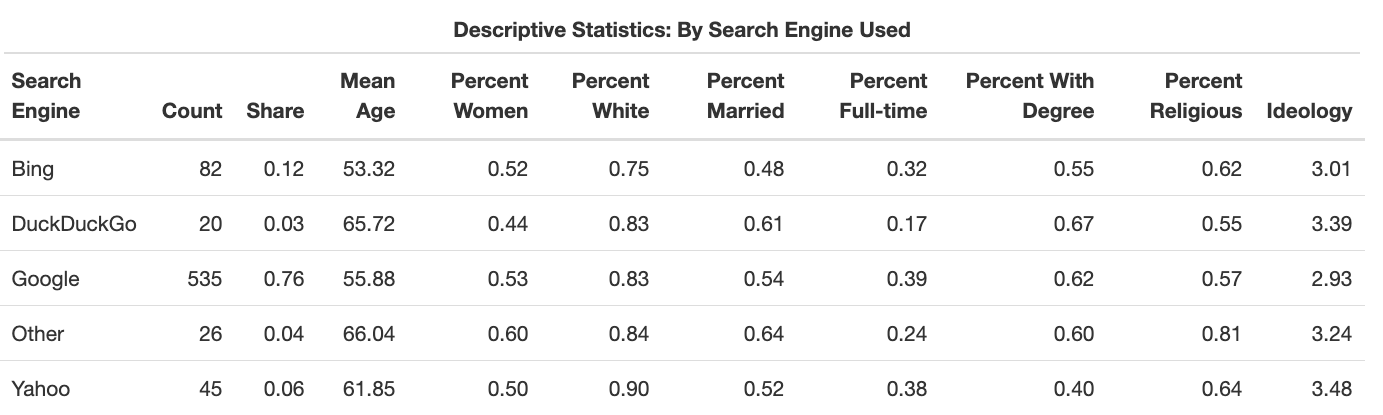 Descriptive Statistics: By Search Engine Used
Search Engine Count Share Mean Age Percent Women Percent White Percent Married Percent Full-time Percent With Degree Percent Religious Ideology
Bing 82 0.12 53.32 0.52 0.75 0.48 0.32 0.55 0.62 3.01
DuckDuckGo 20 0.03 65.72 0.44 0.83 0.61 0.17 0.67 0.55 3.39
Google 535 0.76 55.88 0.53 0.83 0.54 0.39 0.62 0.57 2.93
Other 26 0.04 66.04 0.60 0.84 0.64 0.24 0.60 0.81 3.24
Yahoo 45 0.06 61.85 0.50 0.90 0.52 0.38 0.40 0.64 3.48